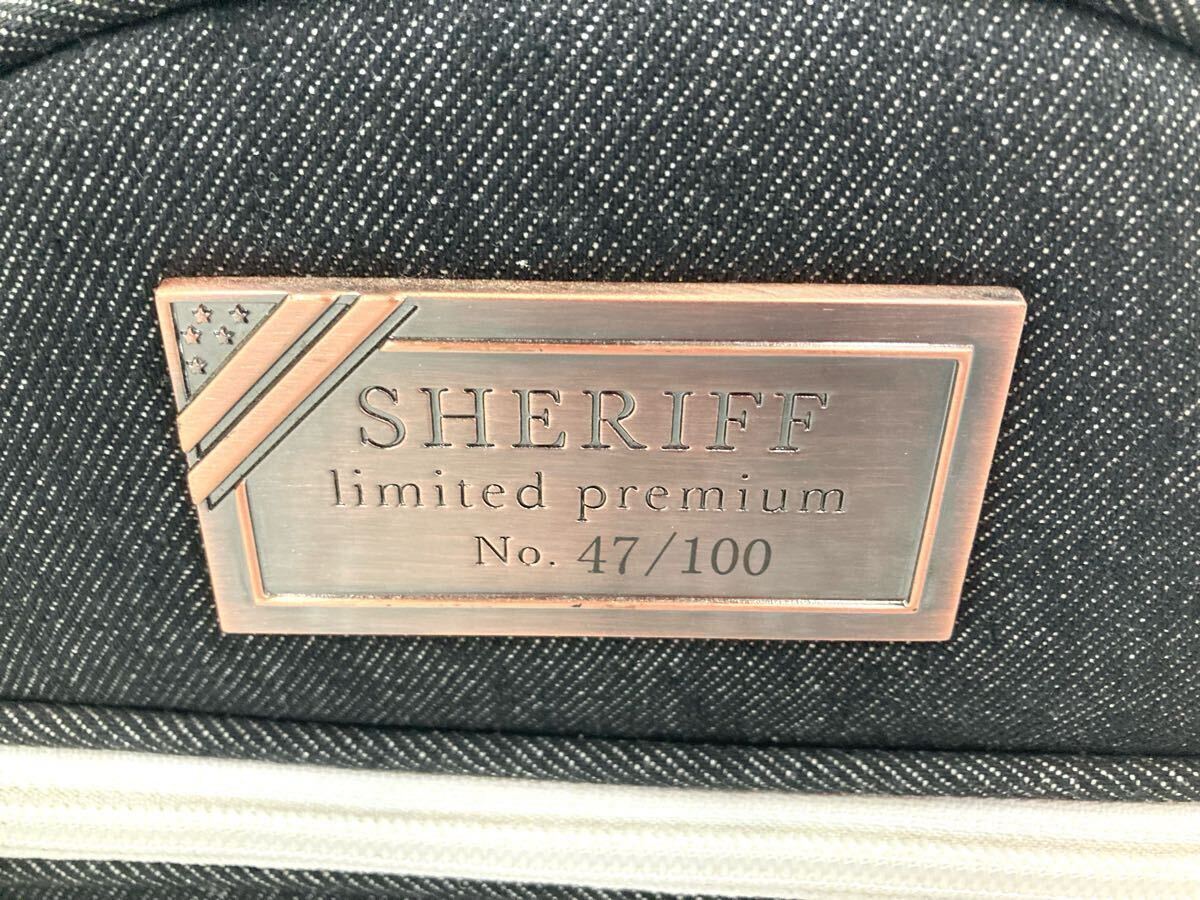 SHERIFF
limited premium
No. 47/100